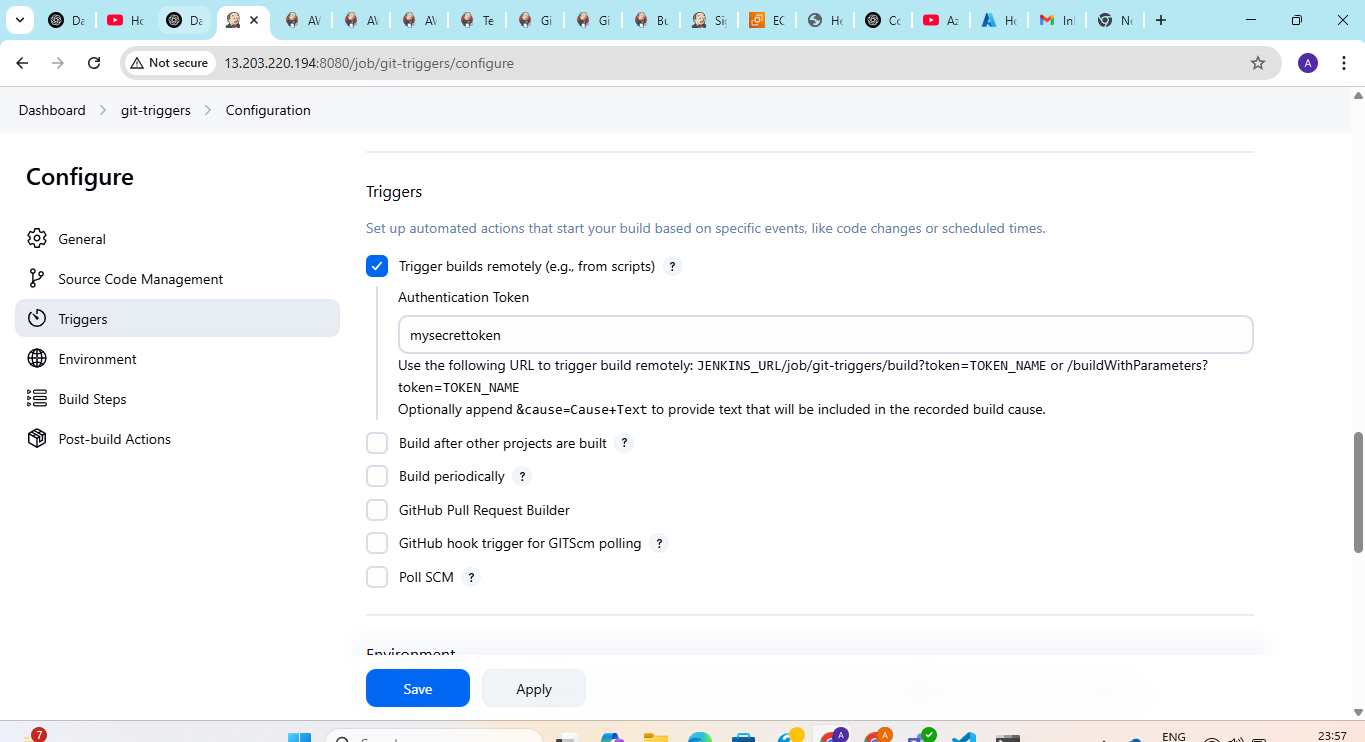 Da
Ho
Da
AV
AV
AV
Te
Gi
Gi
Bu
Sig
EC
He
Co
Az
Ho
In
Ne
Not secure
13.203.220.194:8080/job/git-triggers/configure
A
Dashboard
git-triggers
Configuration
Configure
General
Source Code Management
Triggers
Environment
Build Steps
Post-build Actions
Triggers
Set up automated actions that start your build based on specific events, like code changes or scheduled times.
Trigger builds remotely (e.g., from scripts) ?
Authentication Token
mysecrettoken
Use the following URL to trigger build remotely: JENKINS_URL/job/git-triggers/build?token=TOKEN_NAME or /buildWithParameters?
token=TOKEN_NAME
Optionally append &cause=Cause+Text to provide text that will be included in the recorded build cause.
Build after other projects are built ?
Build periodically ?
GitHub Pull Request Builder
GitHub hook trigger for GITScm polling ?
Poll SCM ?
Environment
Save
Apply
7
A
A
ENG
23:57